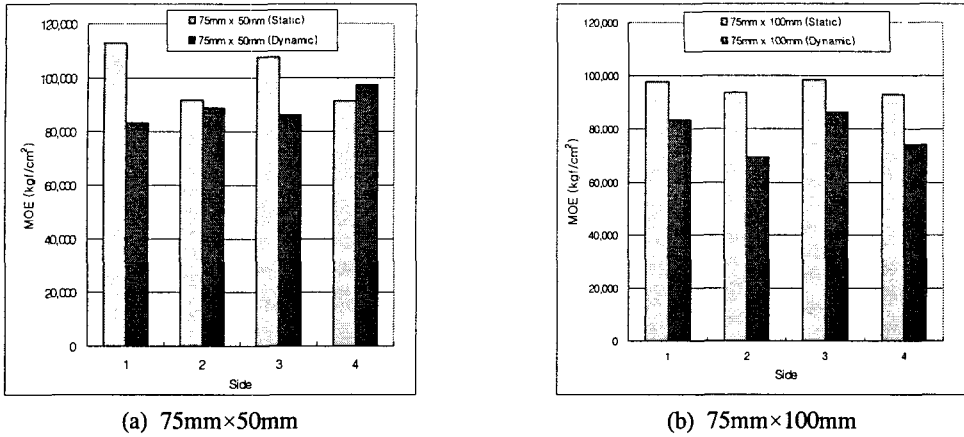 120,000
100,000
80,000
60,000
40,000
20,000
0
MOE (kgf/cm²)
75mm x 50mm (Static)
75mm x 50mm (Dynamic)
1 2 3 4
Side
(a) 75mm×50mm
120,000
100,000
80,000
60,000
40,000
20,000
0
MOE (kgf/cm²)
75mm x 100mm (Static)
75mm x 100mm (Dynamic)
1 2 3 4
Side
(b) 75mm×100mm